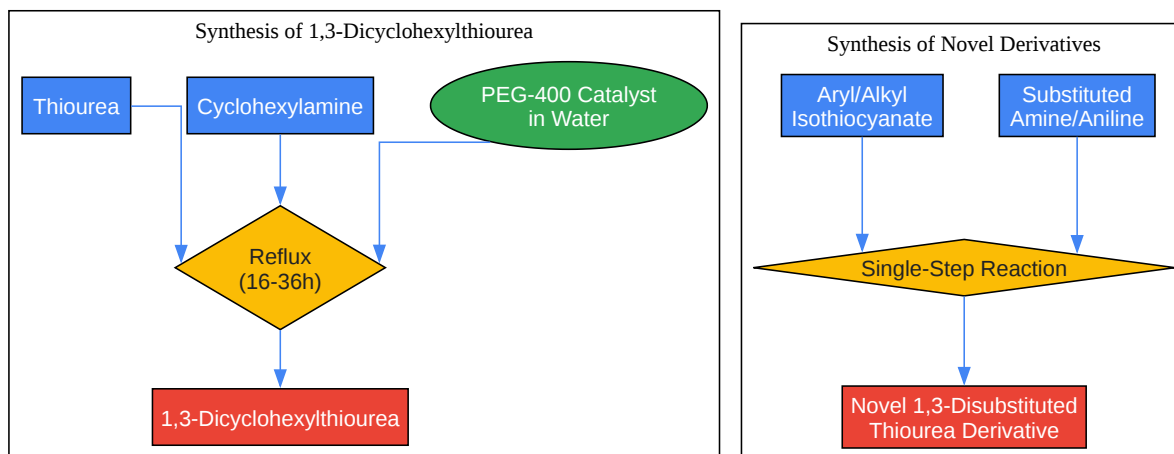 Synthesis of 1,3-Dicyclohexylthiourea
Thiourea
Cyclohexylamine
PEG-400 Catalyst
in Water
Reflux
(16-36h)
1,3-Dicyclohexylthiourea
Synthesis of Novel Derivatives
Aryl/Alkyl
Isothiocyanate
Substituted
Amine/Aniline
Single-Step Reaction
Novel 1,3-Disubstituted
Thiourea Derivative